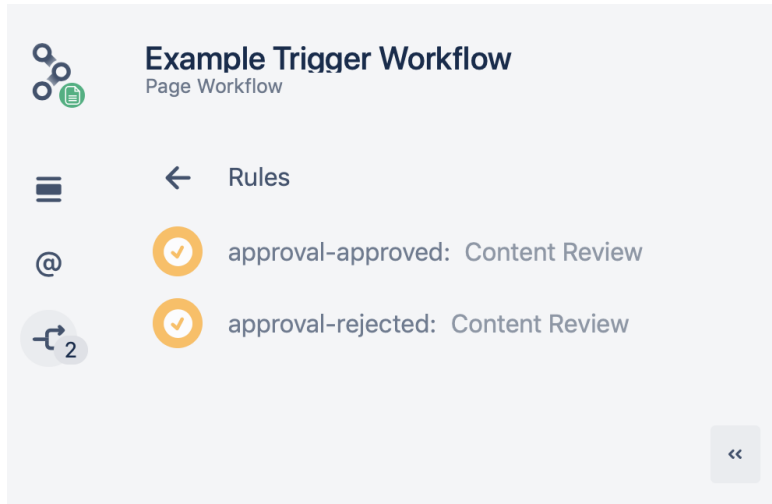 Example Trigger Workflow
Page Workflow
Rules
@
approval-approved: Content Review
approval-rejected: Content Review
2